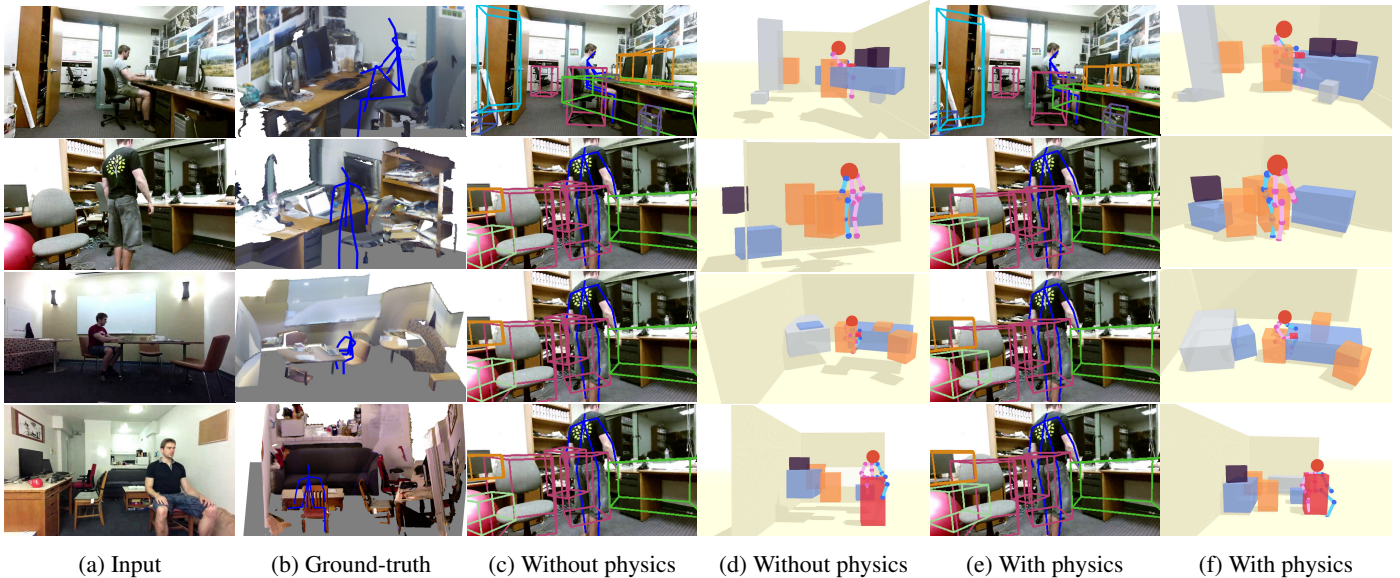 (a) Input
(b) Ground-truth
(c) Without physics
(d) Without physics
(e) With physics
(f) With physics